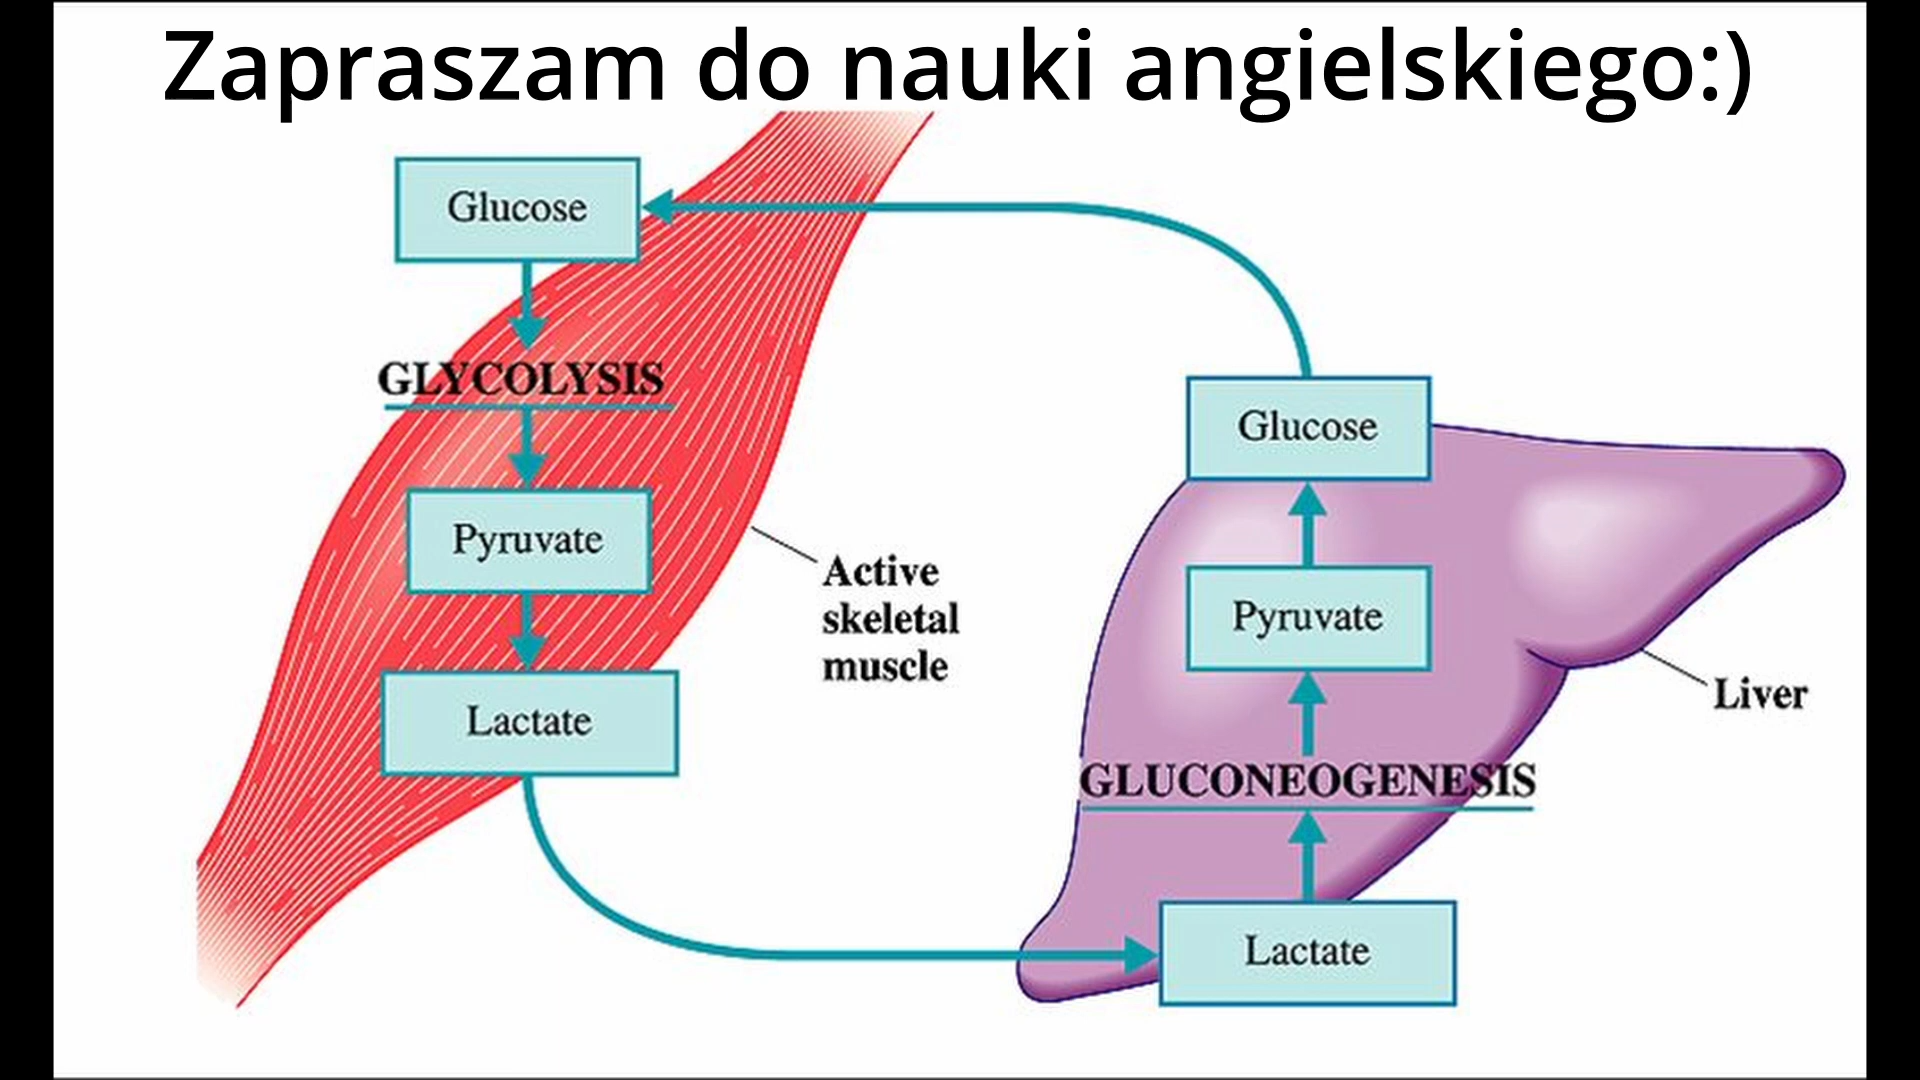 Zapraszam do nauki angielskiego:)
Glucose
GLYCOLYSIS
Pyruvate
Lactate
Active
skeletal
muscle
Glucose
Pyruvate
GLUCONEOGENESIS
Lactate
Liver